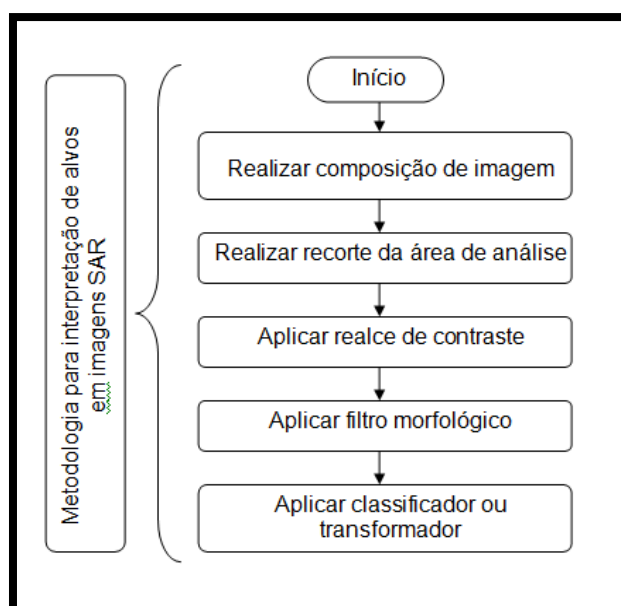 Metodologia para interpretação de alvos
em imagens SAR
Início
Realizar composição de imagem
Realizar recorte da área de análise
Aplicar realce de contraste
Aplicar filtro morfológico
Aplicar classificador ou
transformador